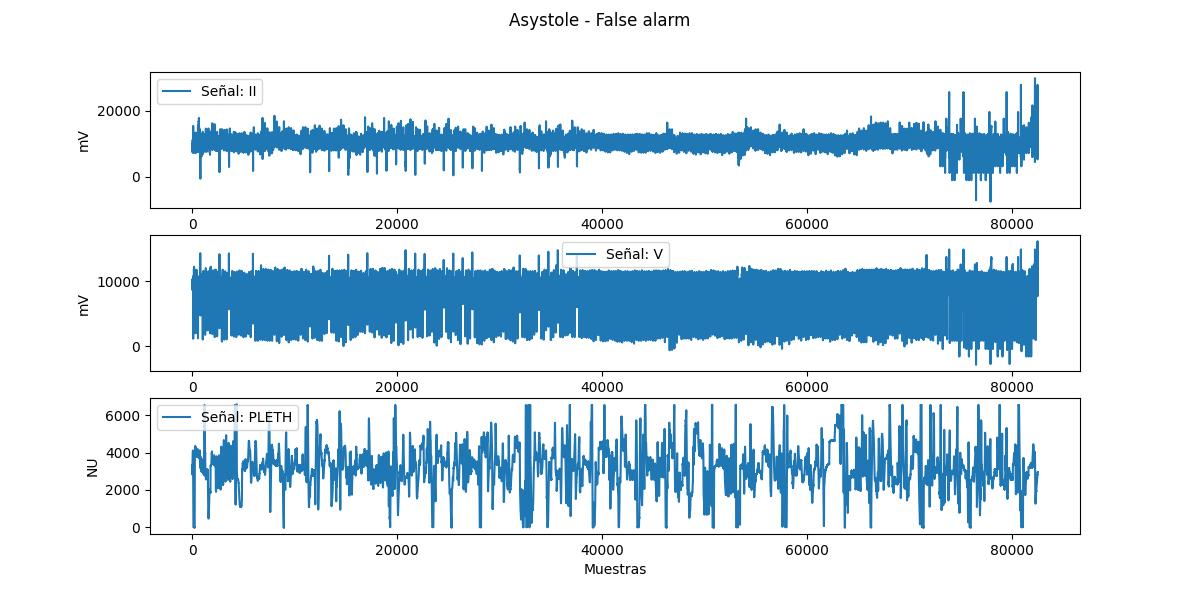 Asystole - False alarm
Señal: II
20000
0
mV
0 20000 40000 60000 80000
Señal: V
10000
0
mV
0 20000 40000 60000 80000
Señal: PLETH
6000
4000
2000
0
NU
0 20000 40000 60000 80000
Muestras